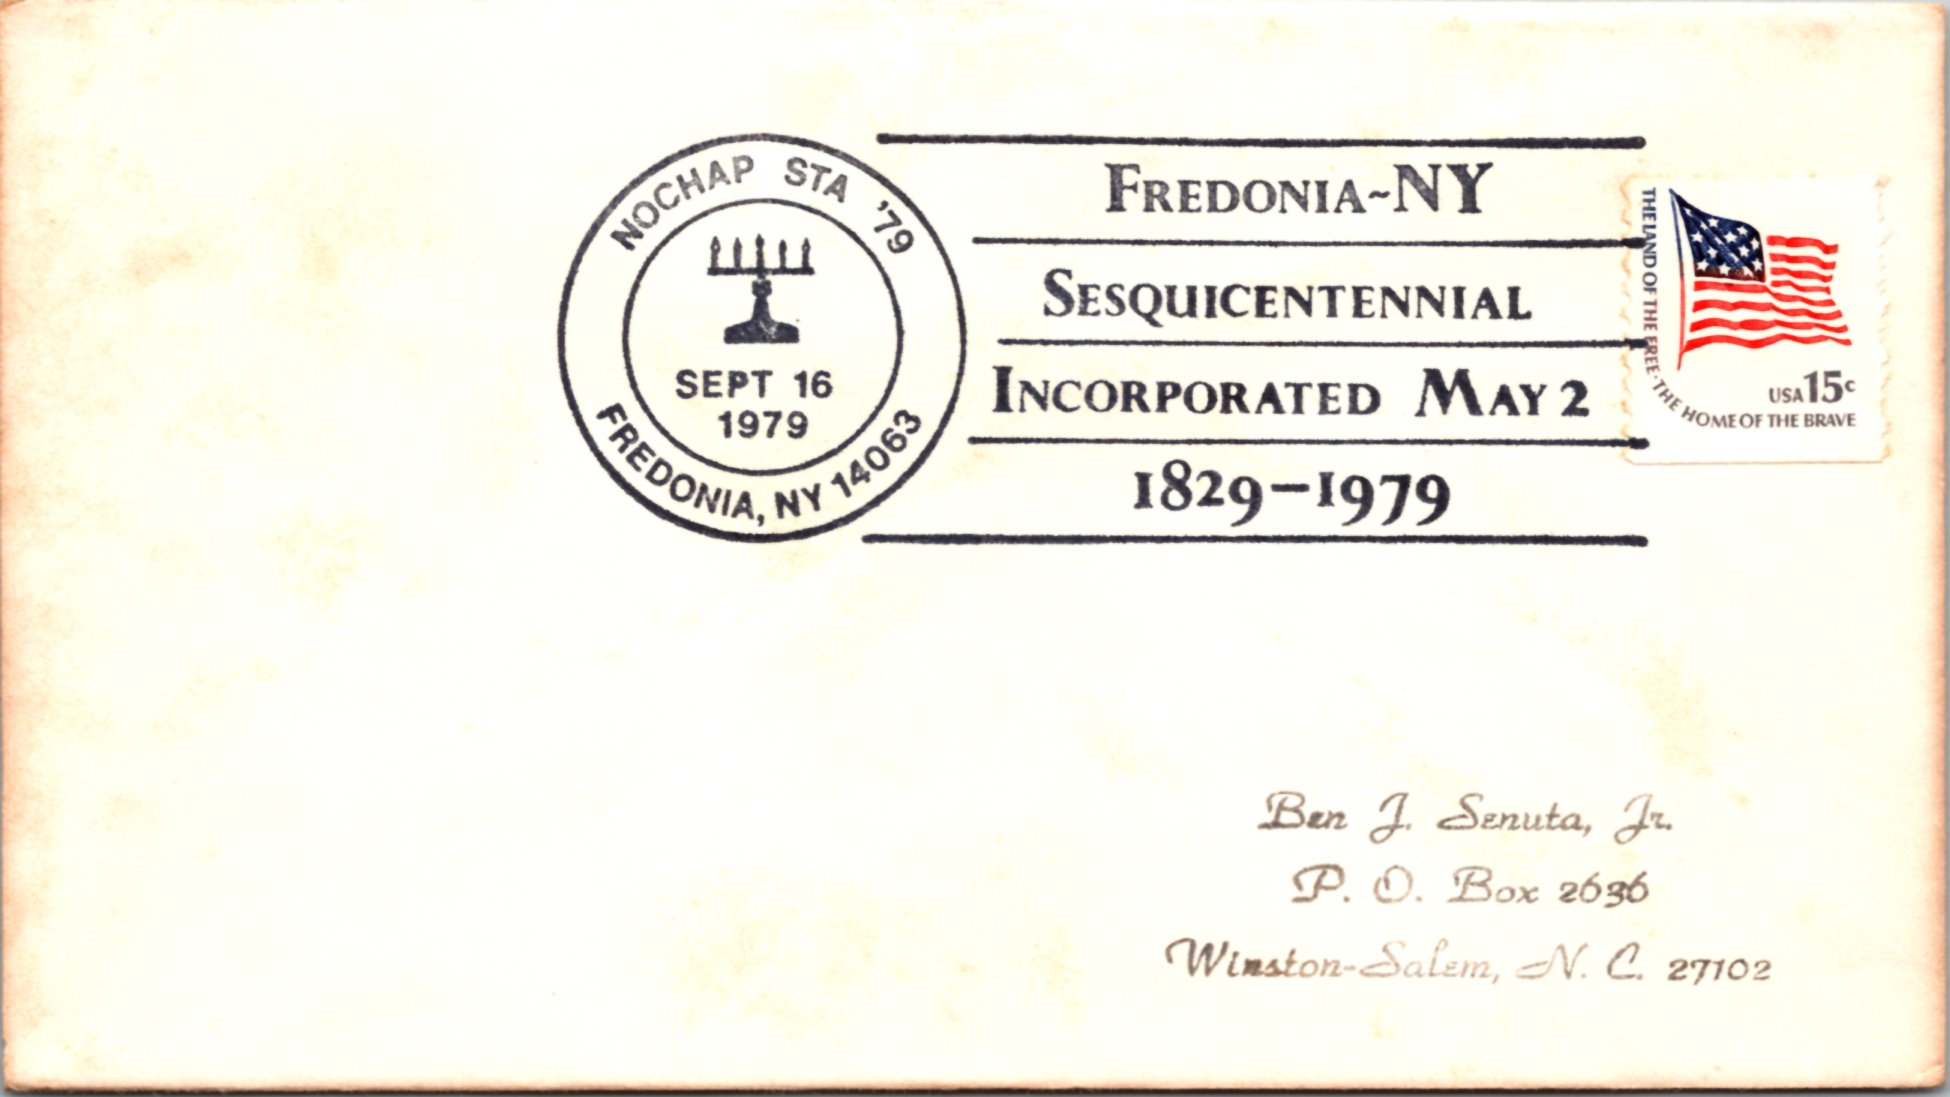 NOCHAP STA '79
SEPT 16
1979
FREDONIA, NY 14063
FREDONIA~NY
SESQUICENTENNIAL
INCORPORATED MAY 2
1829–1979
THE LAND OF THE FREE · THE HOME OF THE BRAVE
USA 15c
Ben J. Senuta, Jr.
P. O. Box 2636
Winston-Salem, N. C. 27102